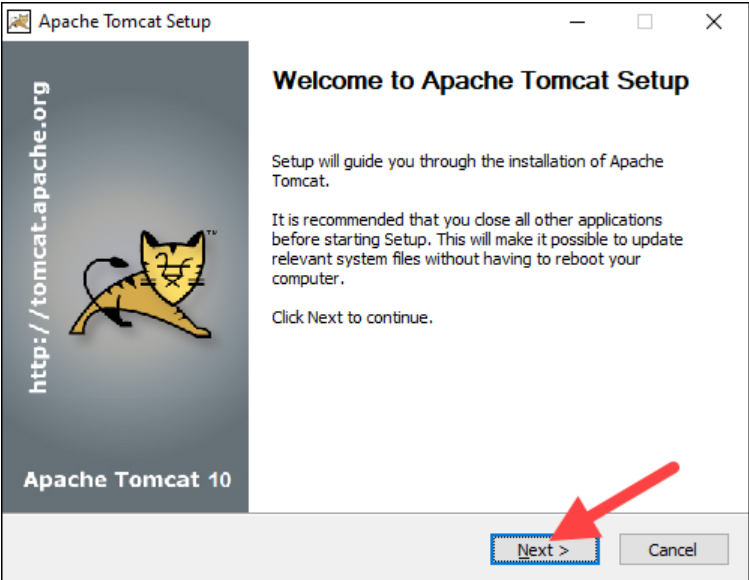 Apache Tomcat Setup
http://tomcat.apache.org
Welcome to Apache Tomcat Setup
Setup will guide you through the installation of Apache
Tomcat.
It is recommended that you close all other applications
before starting Setup. This will make it possible to update
relevant system files without having to reboot your
computer.
Click Next to continue.
TM
Apache Tomcat 10
Next >
Cancel